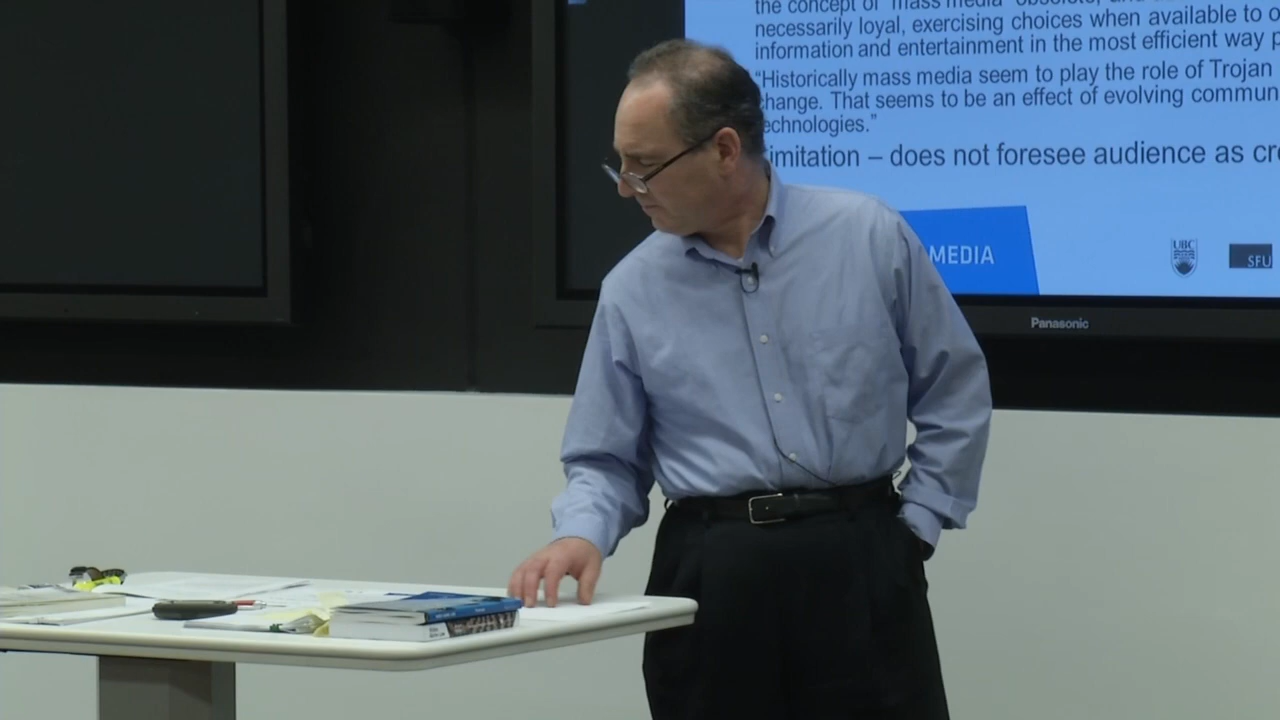 the concept of "mass media" obsolete, and
necessarily loyal, exercising choices when available to o
information and entertainment in the most efficient way p
"Historically mass media seem to play the role of Trojan
change. That seems to be an effect of evolving commun
echnologies."
imitation – does not foresee audience as cre
MEDIA
UBC
SFU
Panasonic